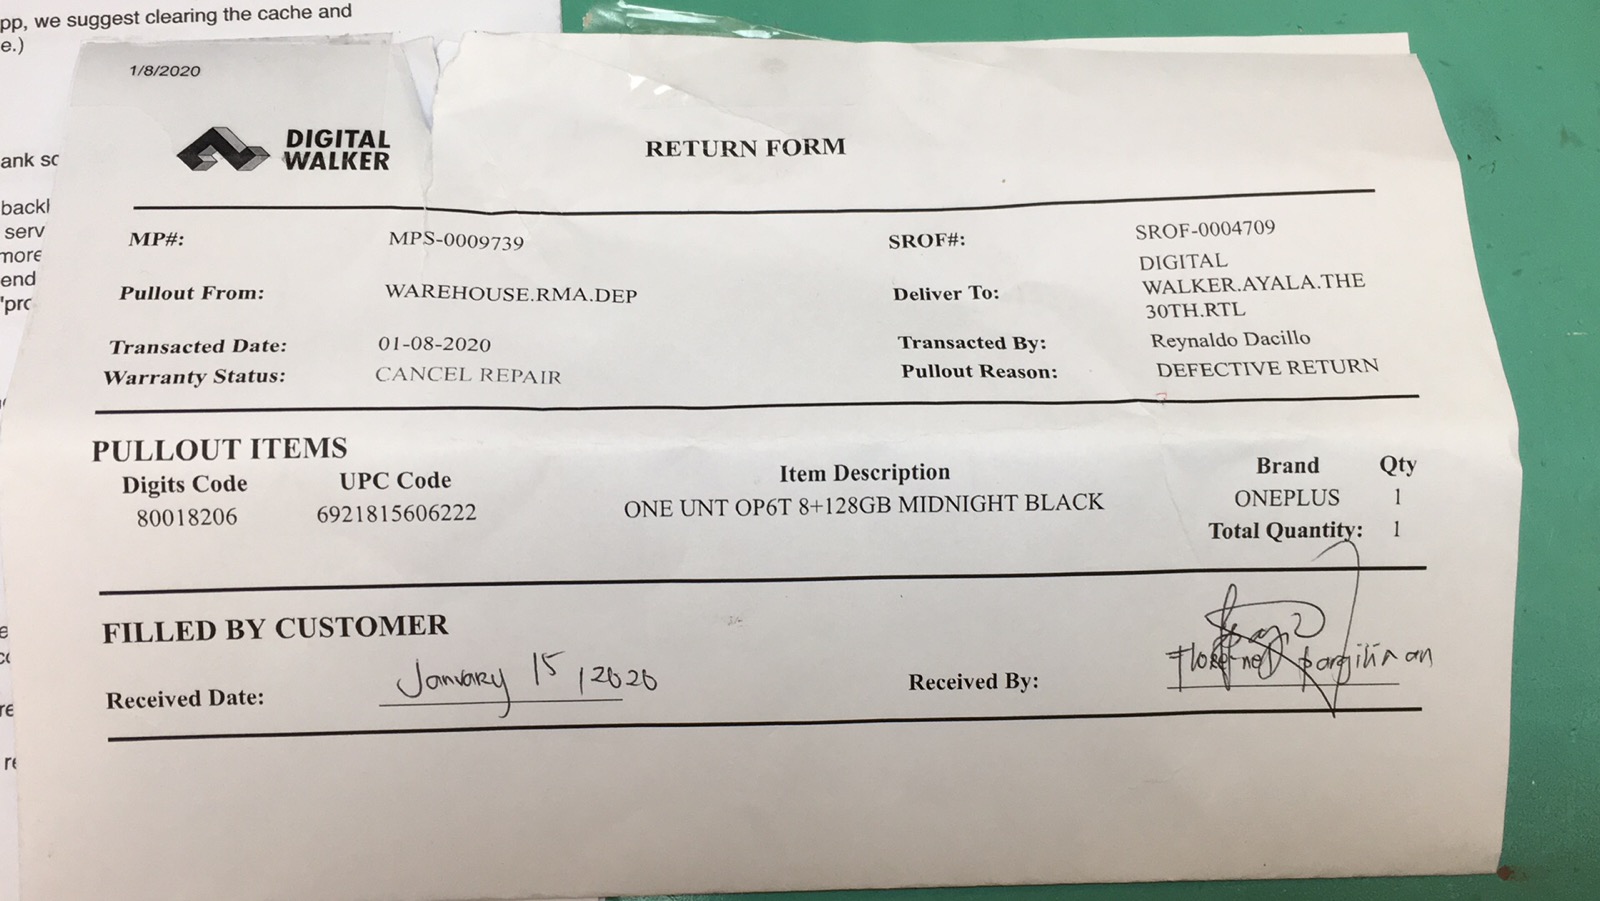 pp, we suggest clearing the cache and
e.)
ank so
backl
serv
more
end
'pro
re
1/8/2020
DIGITAL
WALKER
RETURN FORM
MP#: MPS-0009739 SROF#: SROF-0004709
Pullout From: WAREHOUSE.RMA.DEP Deliver To: DIGITAL
WALKER.AYALA.THE
30TH.RTL
Transacted Date: 01-08-2020 Transacted By: Reynaldo Dacillo
Warranty Status: CANCEL REPAIR Pullout Reason: DEFECTIVE RETURN
PULLOUT ITEMS
Digits Code UPC Code Item Description Brand Qty
80018206 6921815606222 ONE UNT OP6T 8+128GB MIDNIGHT BLACK ONEPLUS 1
Total Quantity: 1
FILLED BY CUSTOMER
Received Date: January 15, 2020 Received By: